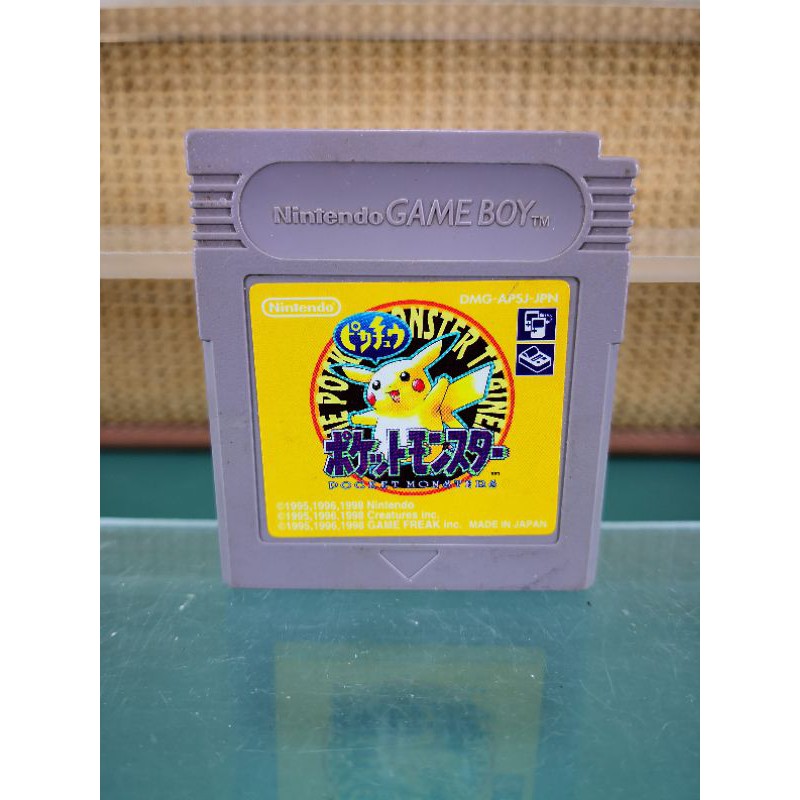 Nintendo GAME BOY TM
Nintendo
DMG-APSJ-JPN
POCKET MONSTER TRAINER
ピカチュウ
ポケットモンスター
POCKET MONSTERS
©1995,1996,1998 Nintendo
©1995,1996,1998 Creatures inc.
©1995,1996,1998 GAME FREAK inc. MADE IN JAPAN